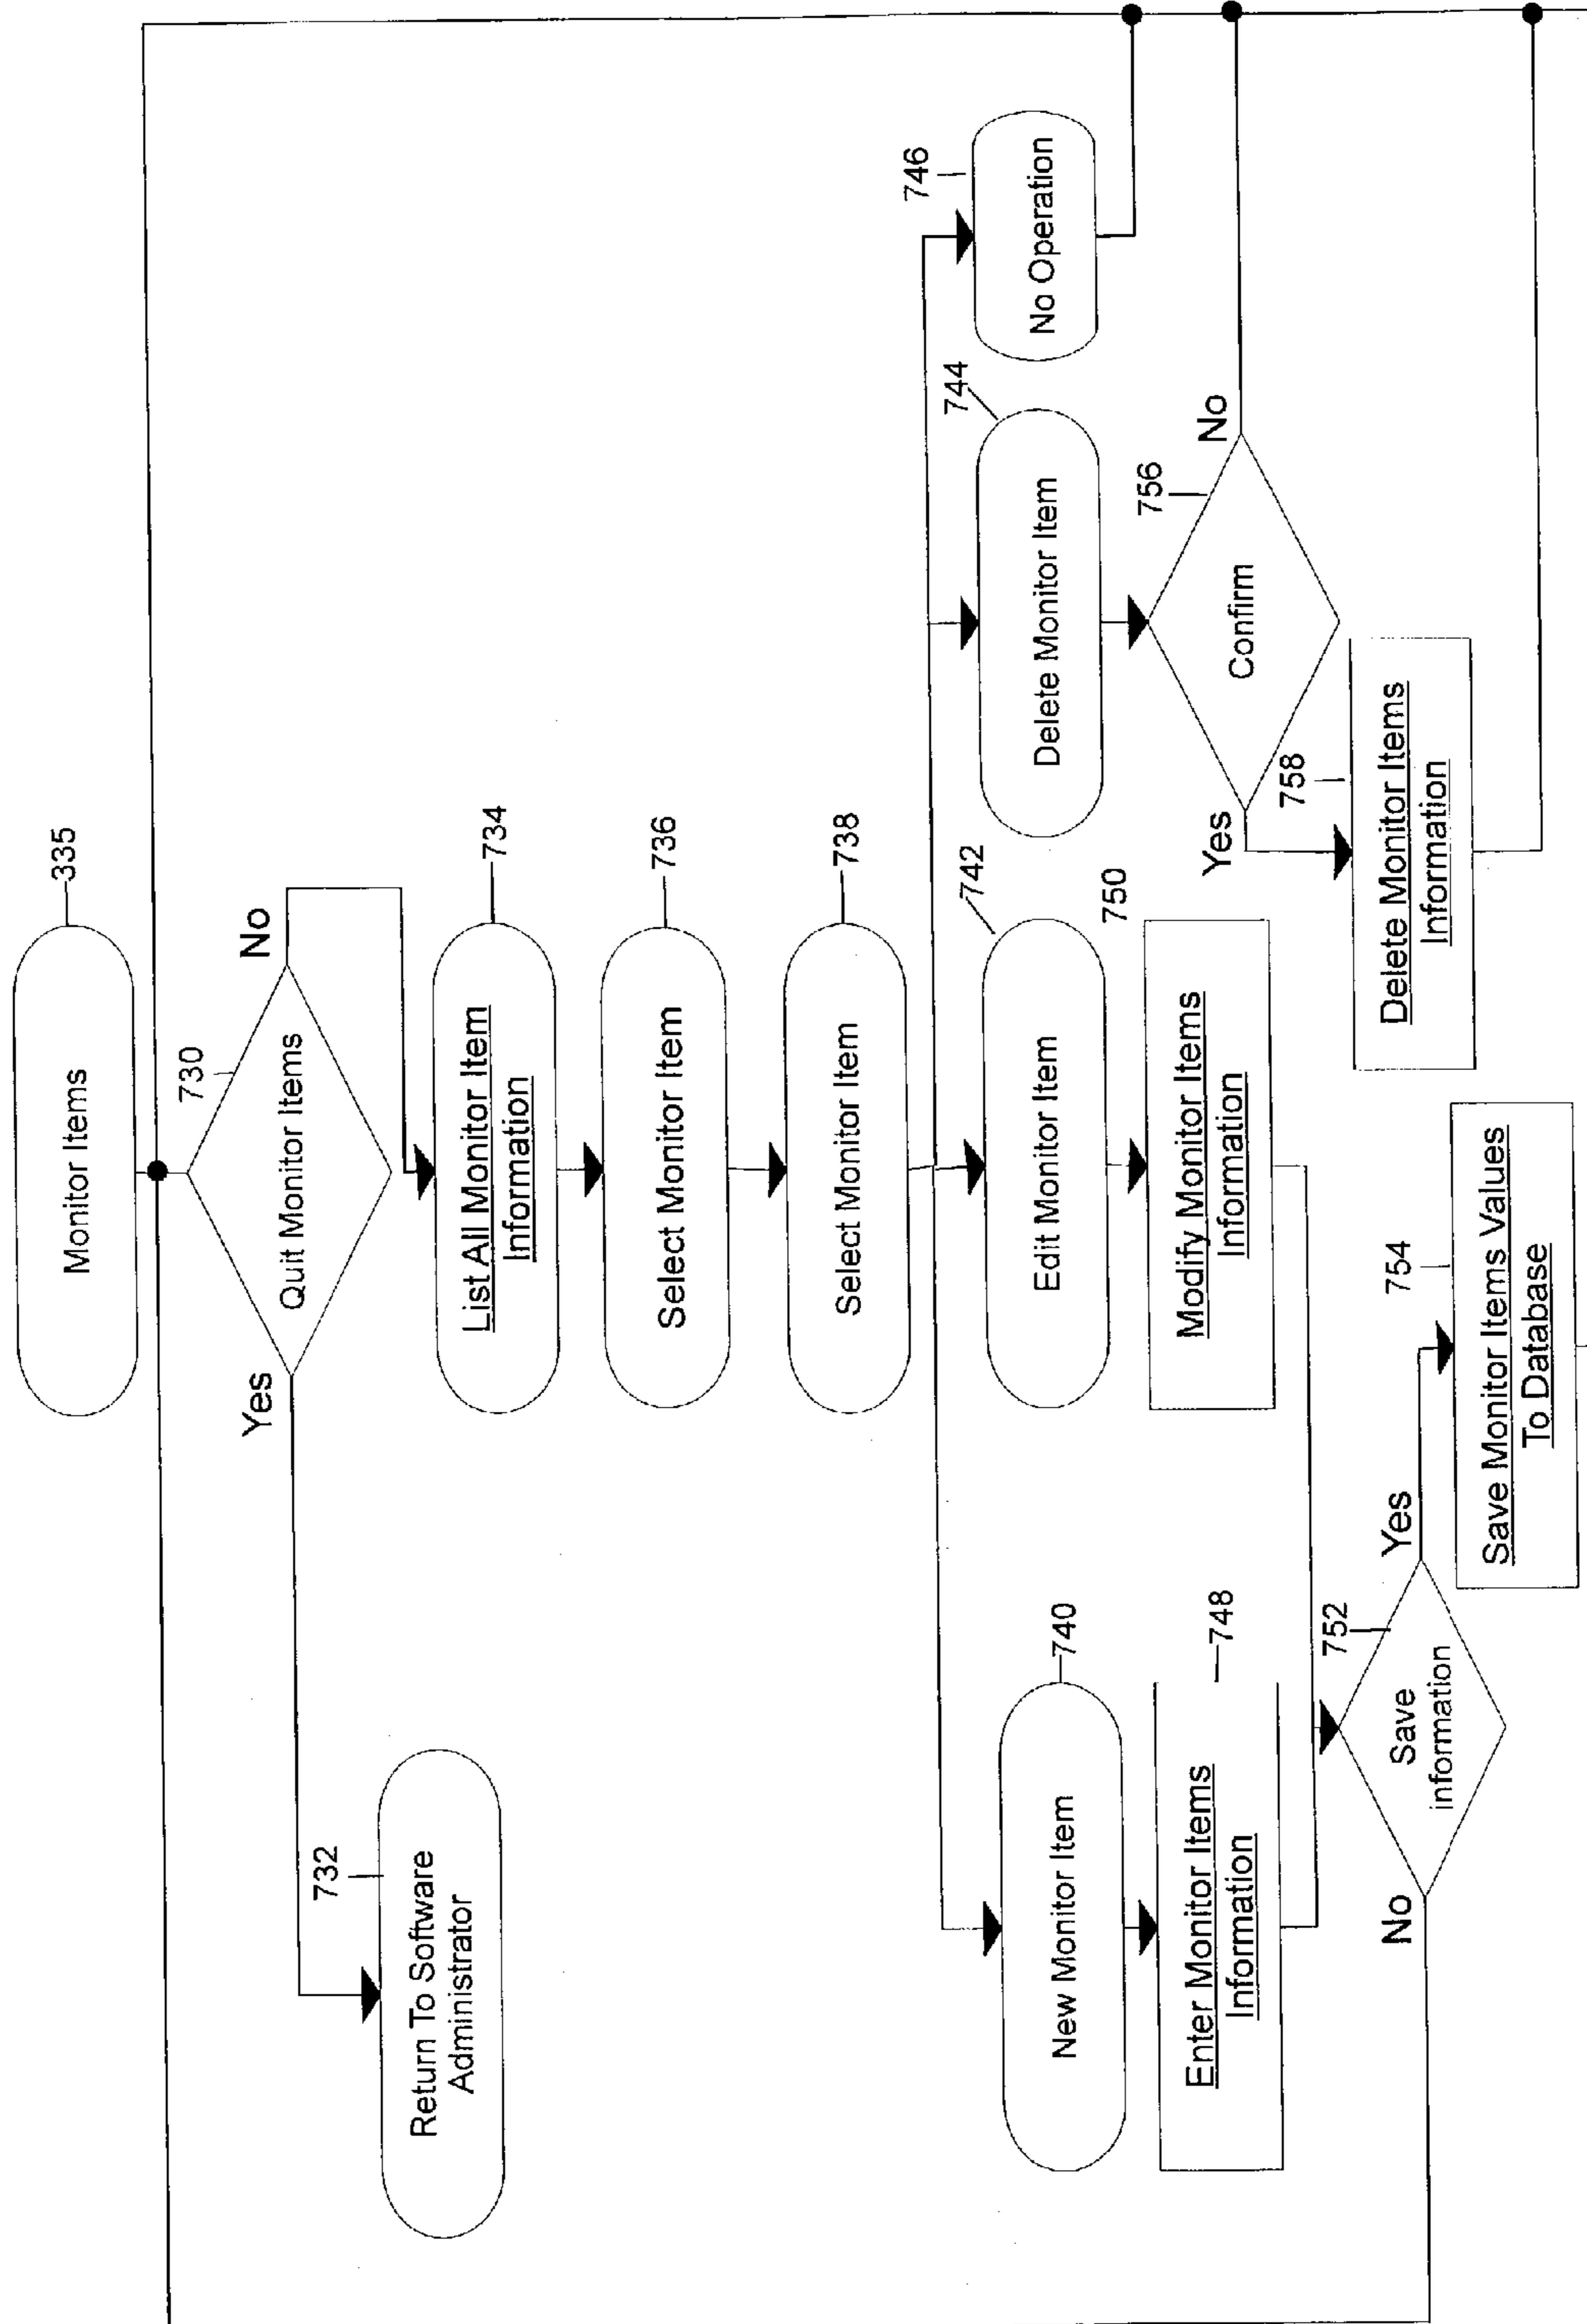 Monitor Items
335
730
Quit Monitor Items
Yes
No
732
Return To Software
Administrator
List All Monitor Item
Information
734
Select Monitor Item
736
Select Monitor Item
738
New Monitor Item
740
Edit Monitor Item
742
Delete Monitor Item
744
No Operation
746
Enter Monitor Items
Information
748
Modify Monitor Items
Information
750
Confirm
756
Yes
No
758
Delete Monitor Items
Information
Save
information
752
No
Yes
754
Save Monitor Items Values
To Database